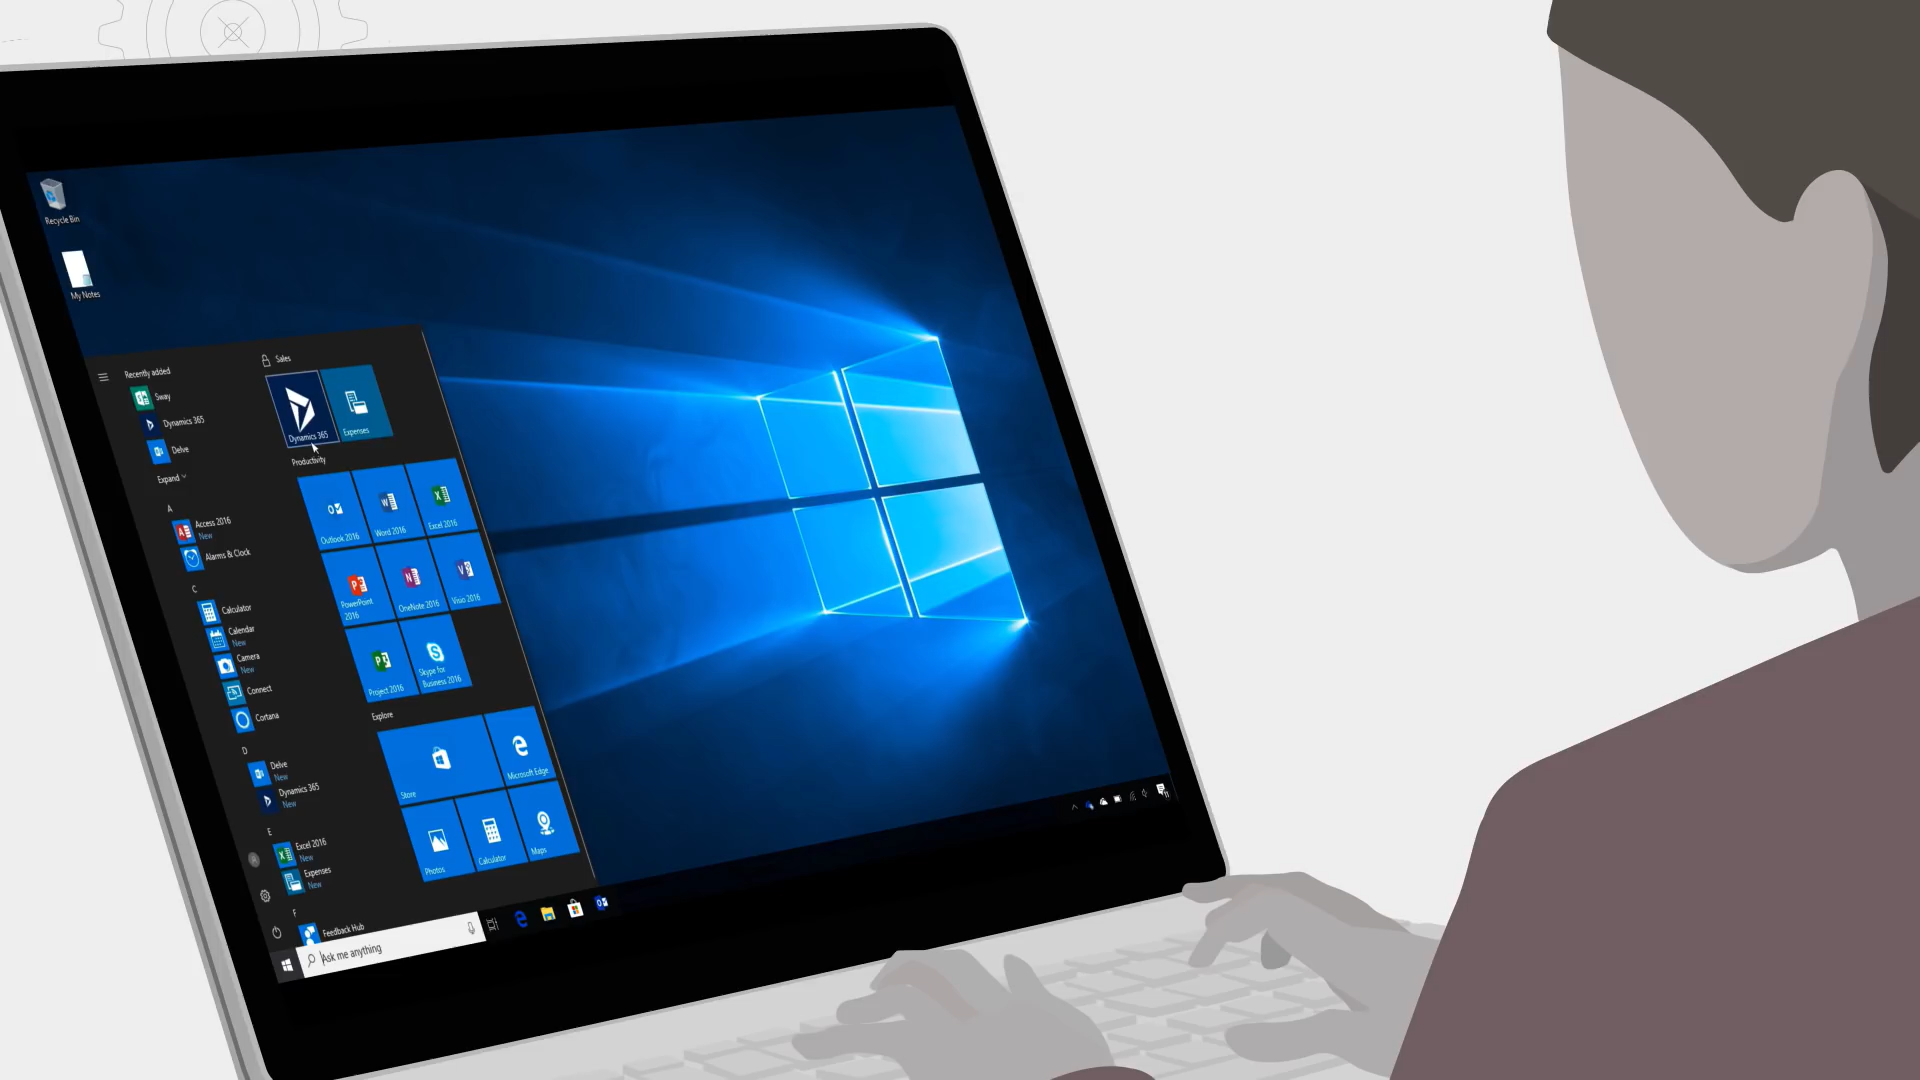 Recycle Bin
My Notes
Recently added
Sway
Dynamics 365
Delve
Expand
A
Access 2016
New
Alarms & Clock
C
Calculator
Calendar
New
Camera
New
Connect
Cortana
D
Delve
New
Dynamics 365
New
E
Excel 2016
New
Expenses
New
F
Feedback Hub
Ask me anything
Sales
Dynamics 365
Expenses
Productivity
Outlook 2016
Word 2016
Excel 2016
PowerPoint
2016
OneNote 2016
Visio 2016
Project 2016
Skype for
Business 2016
Explore
Store
Microsoft Edge
Photos
Calculator
Maps